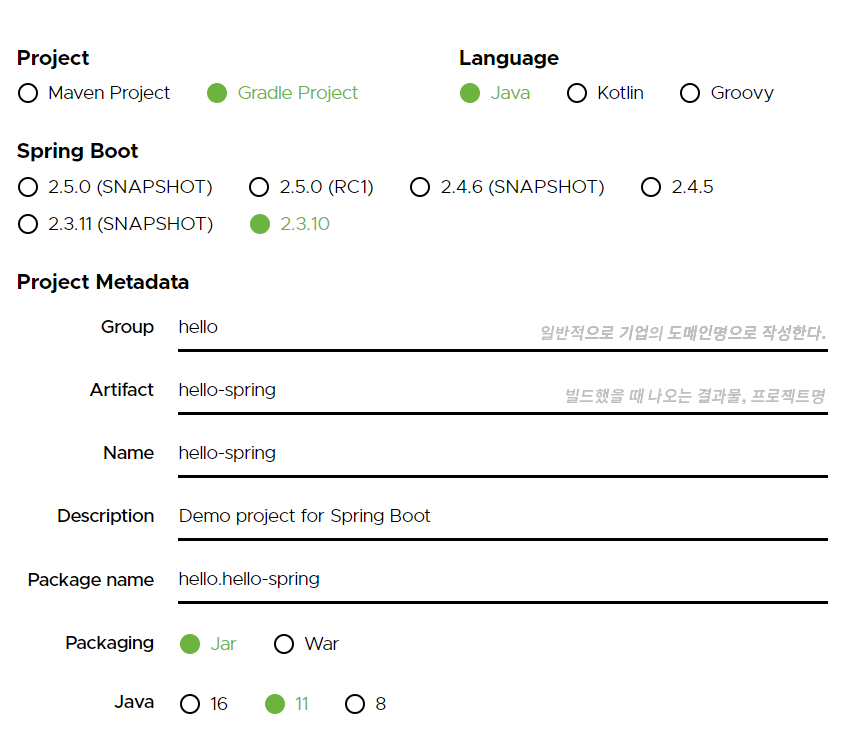 Project
Language
Maven Project Gradle Project
Java Kotlin Groovy
Spring Boot
2.5.0 (SNAPSHOT) 2.5.0 (RC1) 2.4.6 (SNAPSHOT) 2.4.5
2.3.11 (SNAPSHOT) 2.3.10
Project Metadata
Group hello 일반적으로 기업의 도메인명으로 작성한다.
Artifact hello-spring 빌드했을 때 나오는 결과물, 프로젝트명
Name hello-spring
Description Demo project for Spring Boot
Package name hello.hello-spring
Packaging Jar War
Java 16 11 8